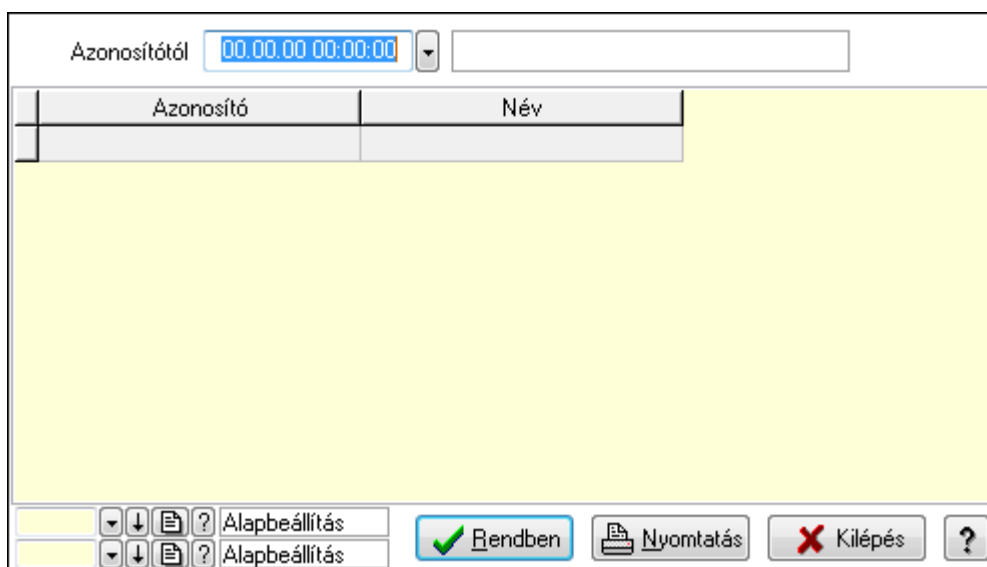 Azonosítótól 00.00.00 00:00:00
Azonosító Név
? Alapbeállítás
? Alapbeállítás
Rendben Nyomtatás Kilépés ?